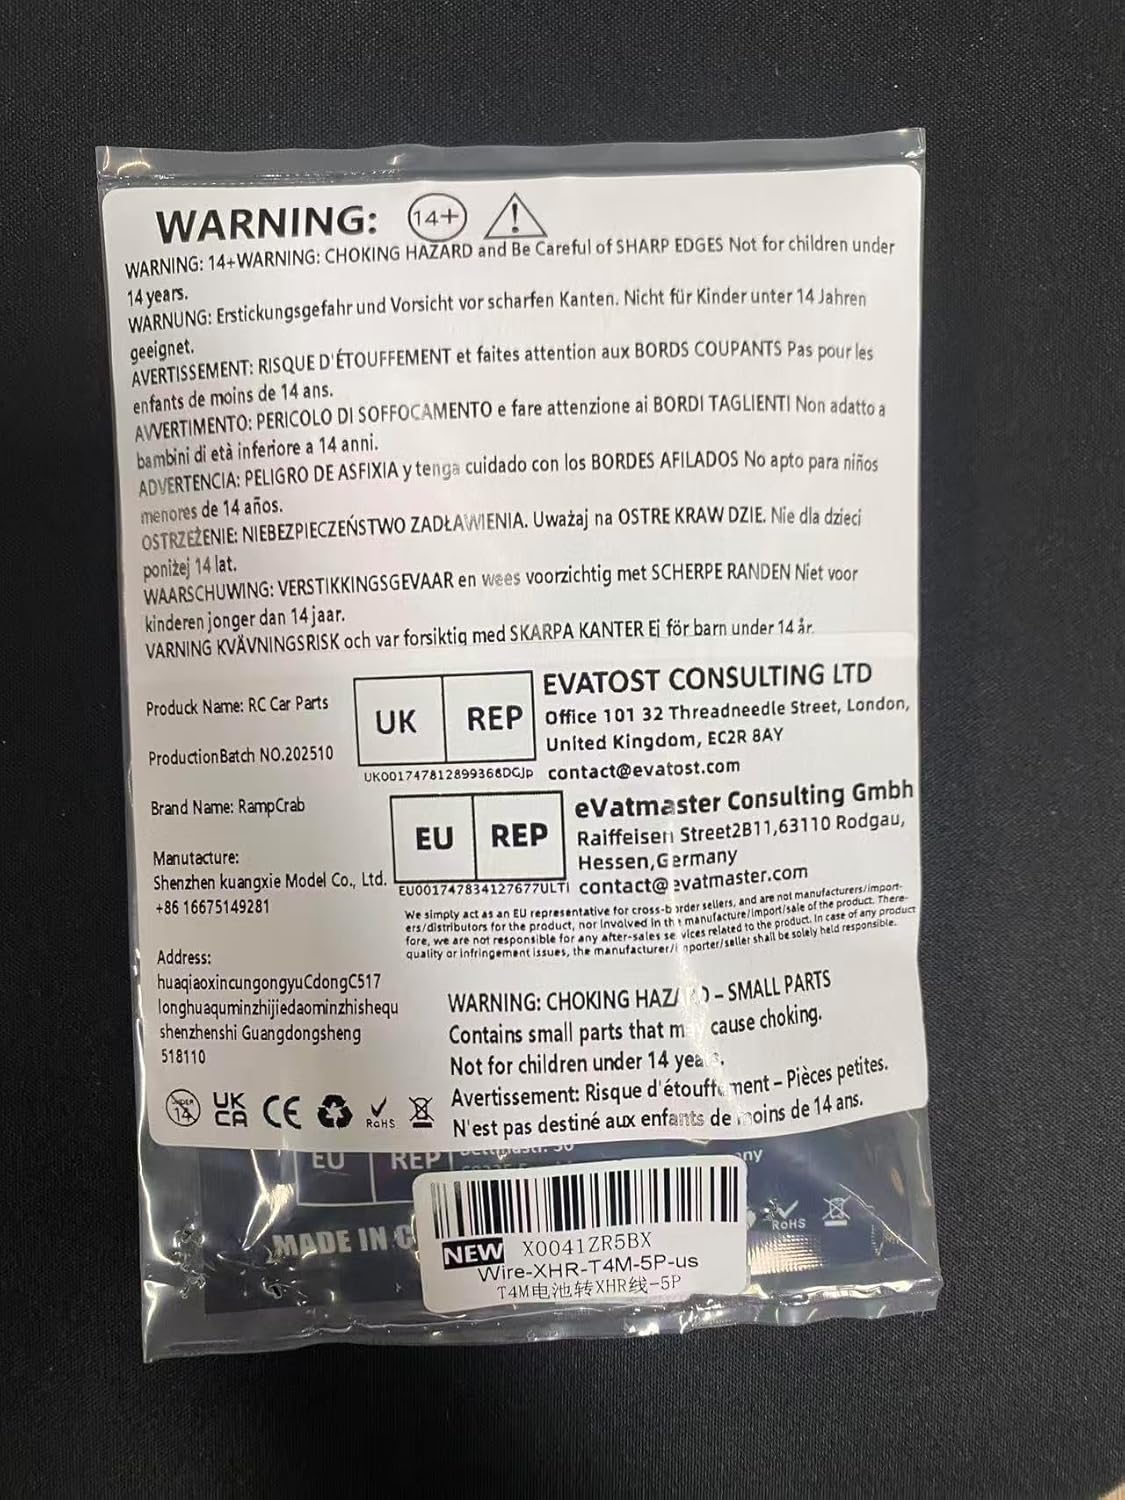 WARNING: 14+
WARNING: 14+WARNING: CHOKING HAZARD and Be Careful of SHARP EDGES Not for children under
14 years.
WARNUNG: Erstickungsgefahr und Vorsicht vor scharfen Kanten. Nicht für Kinder unter 14 Jahren
geeignet.
AVERTISSEMENT: RISQUE D'ÉTOUFFEMENT et faites attention aux BORDS COUPANTS Pas pour les
enfants de moins de 14 ans.
AVVERTIMENTO: PERICOLO DI SOFFOCAMENTO e fare attenzione ai BORDI TAGLIENTI Non adatto a
bambini di età inferiore a 14 anni.
ADVERTENCIA: PELIGRO DE ASFIXIA y tenga cuidado con los BORDES AFILADOS No apto para niños
menores de 14 años.
OSTRZEŻENIE: NIEBEZPIECZEŃSTWO ZADŁAWIENIA. Uważaj na OSTRE KRAW DZIE. Nie dla dzieci
poniżej 14 lat.
WAARSCHUWING: VERSTIKKINGSGEVAAR en wees voorzichtig met SCHERPE RANDEN Niet voor
kinderen jonger dan 14 jaar.
VARNING KVÄVNINGSRISK och var forsiktig med SKARPA KANTER Ej för barn under 14 år.
Produck Name: RC Car Parts
ProductionBatch NO.202510
Brand Name: RampCrab
Manutacture:
Shenzhen kuangxie Model Co., Ltd.
+86 16675149281
Address:
huaqiaoxincungongyuCdongC517
longhuaquminzhijiedaominzhishequ
shenzhenshi Guangdongsheng
518110
UK REP
UK001747812899366DGJp
EVATOST CONSULTING LTD
Office 101 32 Threadneedle Street, London,
United Kingdom, EC2R 8AY
contact@evatost.com
EU REP
EU001747834127677ULTI
eVatmaster Consulting Gmbh
Raiffeisen Street2B11,63110 Rodgau,
Hessen,Germany
contact@evatmaster.com
We simply act as an EU representative for cross-border sellers, and are not manufacturers/import-
ers/distributors for the product, nor involved in the manufacture/import/sale of the product. There-
fore, we are not responsible for any after-sales services related to the product. In case of any product
quality or infringement issues, the manufacturer/importer/seller shall be solely held responsible.
WARNING: CHOKING HAZARD – SMALL PARTS
Contains small parts that may cause choking.
Not for children under 14 years.
Avertissement: Risque d'étouffement – Pièces petites.
N'est pas destiné aux enfants de moins de 14 ans.
14 UK CA CE RoHS
EU REP
MADE IN
RoHS
NEW X0041ZR5BX
Wire-XHR-T4M-5P-us
T4M电池转XHR线-5P